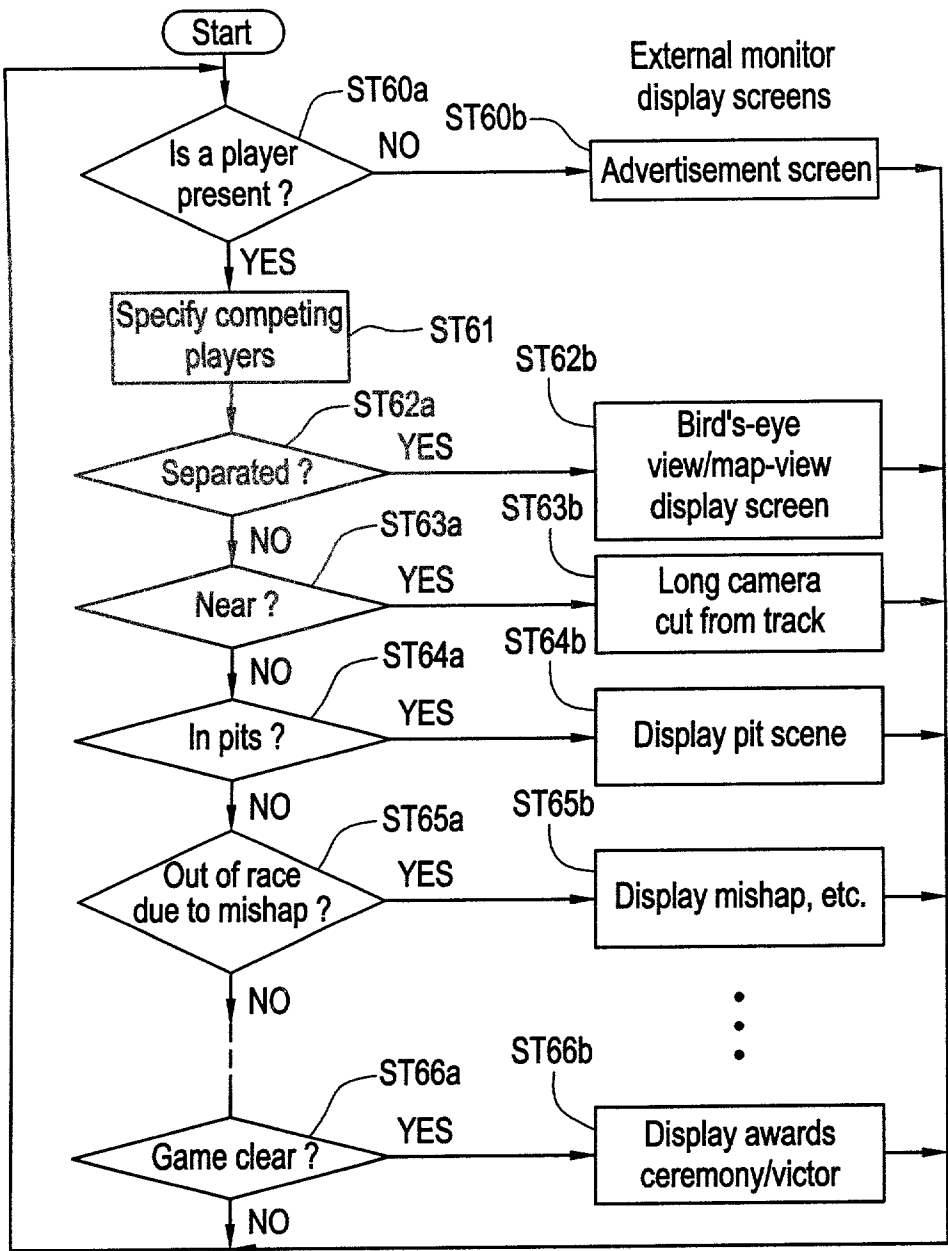 Start
External monitor
display screens
ST60a
ST60b
Is a player
present ?
NO
Advertisement screen
YES
Specify competing
players
ST61
ST62a
ST62b
Separated ?
YES
Bird's-eye
view/map-view
display screen
NO
ST63a
ST63b
Near ?
YES
Long camera
cut from track
NO
ST64a
ST64b
In pits ?
YES
Display pit scene
NO
ST65a
ST65b
Out of race
due to mishap ?
YES
Display mishap, etc.
NO
ST66a
ST66b
Game clear ?
YES
Display awards
ceremony/victor
NO